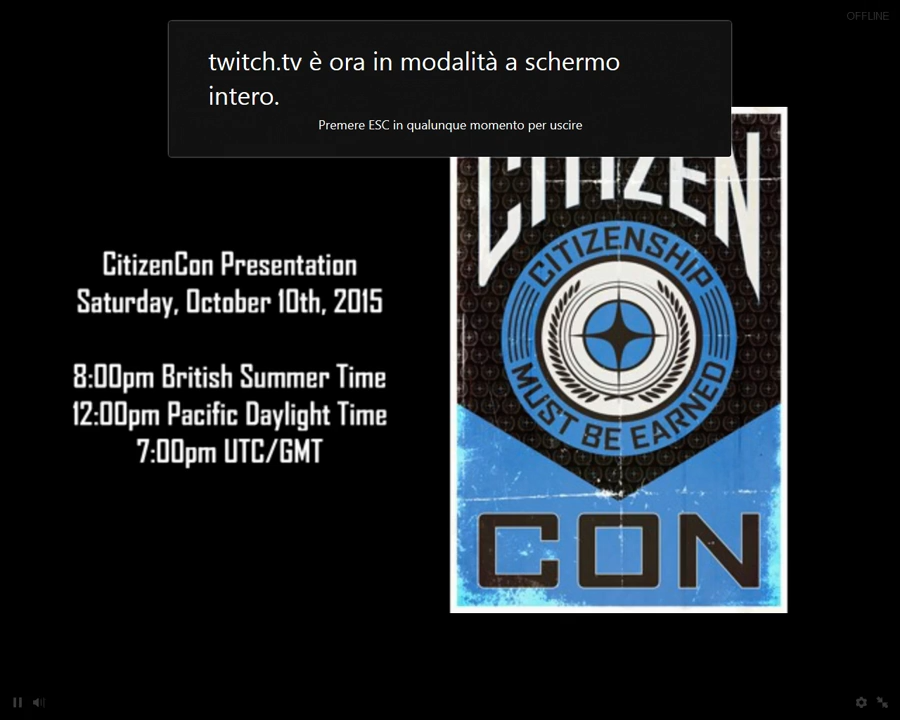 OFFLINE
twitch.tv è ora in modalità a schermo
intero.
Premere ESC in qualunque momento per uscire
CITIZEN
CITIZENSHIP
MUST BE EARNED
CON
CitizenCon Presentation
Saturday, October 10th, 2015
8:00pm British Summer Time
12:00pm Pacific Daylight Time
7:00pm UTC/GMT